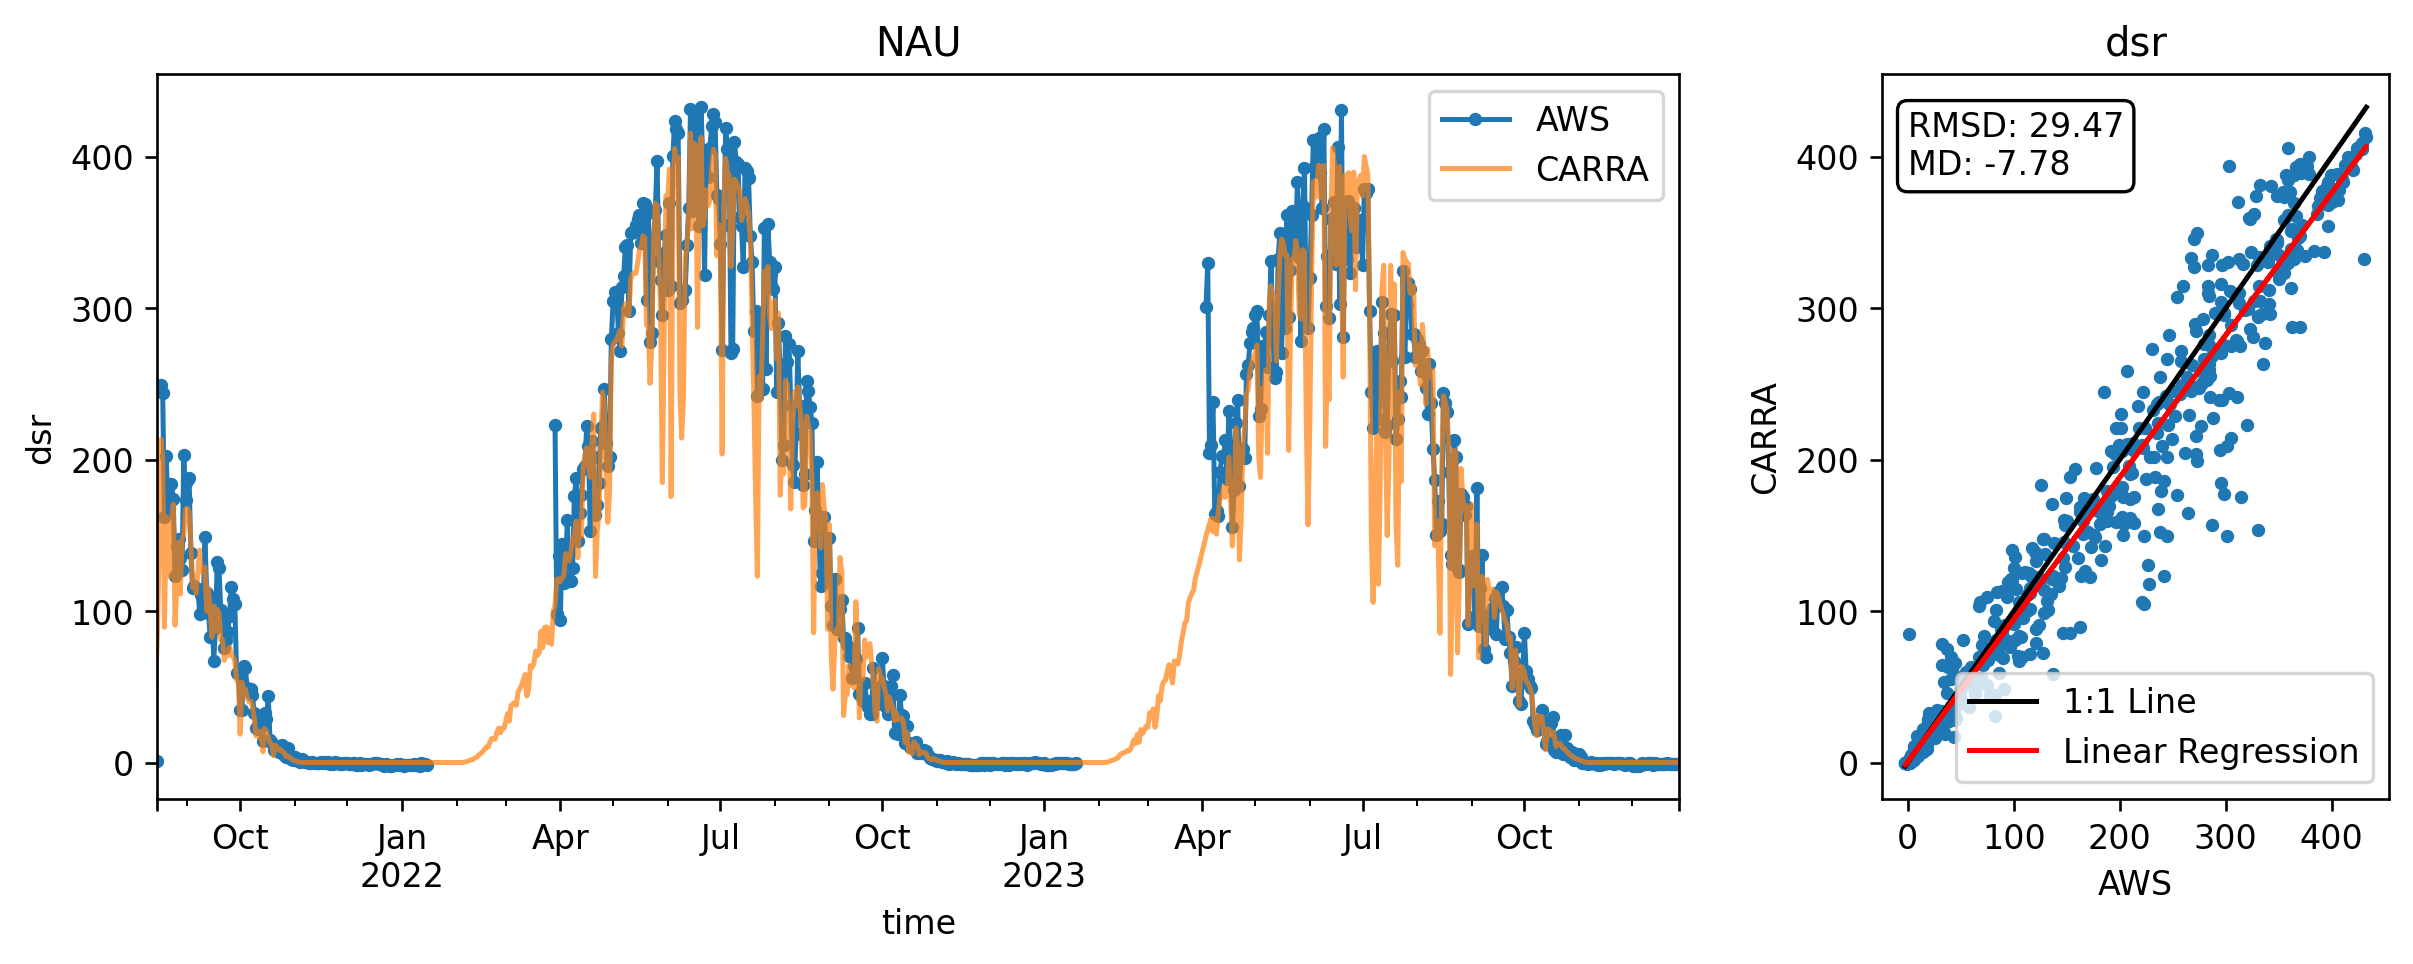 NAU
dsr
400
300
200
100
0
AWS
CARRA
Oct
Jan
2022
Apr
Jul
Oct
Jan
2023
Apr
Jul
Oct
time
dsr
CARRA
400
300
200
100
0
RMSD: 29.47
MD: -7.78
1:1 Line
Linear Regression
0
100
200
300
400
AWS